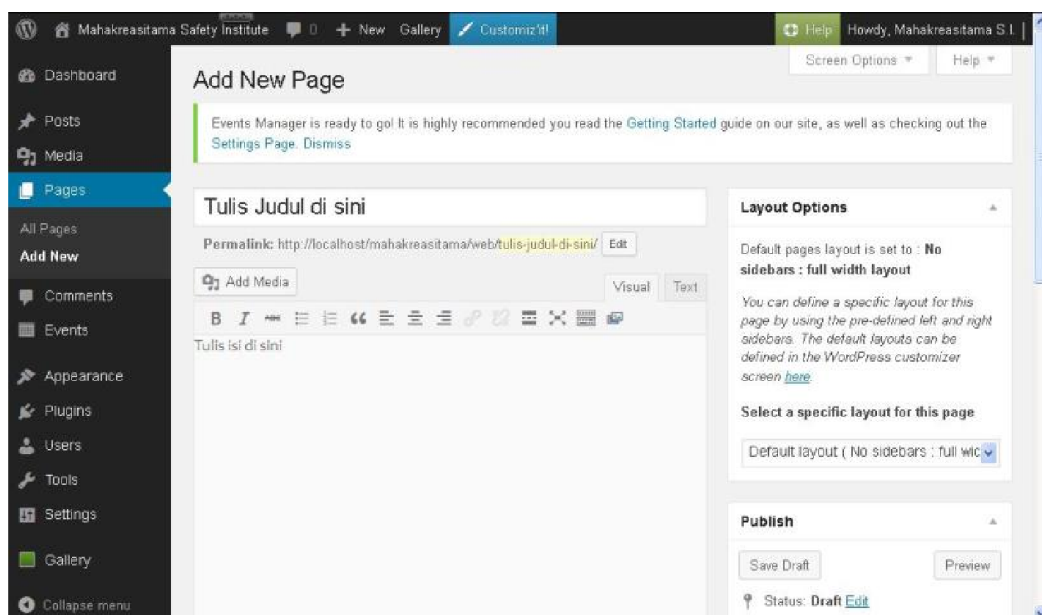 Mahakreasitama Safety Institute 0 + New Gallery Customiz'it! Help Howdy, Mahakreasitama S.I.
Screen Options Help
Dashboard
Posts
Media
Pages
All Pages
Add New
Comments
Events
Appearance
Plugins
Users
Tools
Settings
Gallery
Collapse menu
Add New Page
Events Manager is ready to go! It is highly recommended you read the Getting Started guide on our site, as well as checking out the
Settings Page. Dismiss
Tulis Judul di sini
Permalink: http://localhost/mahakreasitama/web/tulis-judul-di-sini/ Edit
Add Media
Visual Text
B I ABC
Tulis isi di sini
Layout Options
Default pages layout is set to : No
sidebars : full width layout
You can define a specific layout for this
page by using the pre-defined left and right
sidebars. The default layouts can be
defined in the WordPress customizer
screen here.
Select a specific layout for this page
Default layout ( No sidebars : full wic
Publish
Save Draft Preview
Status: Draft Edit